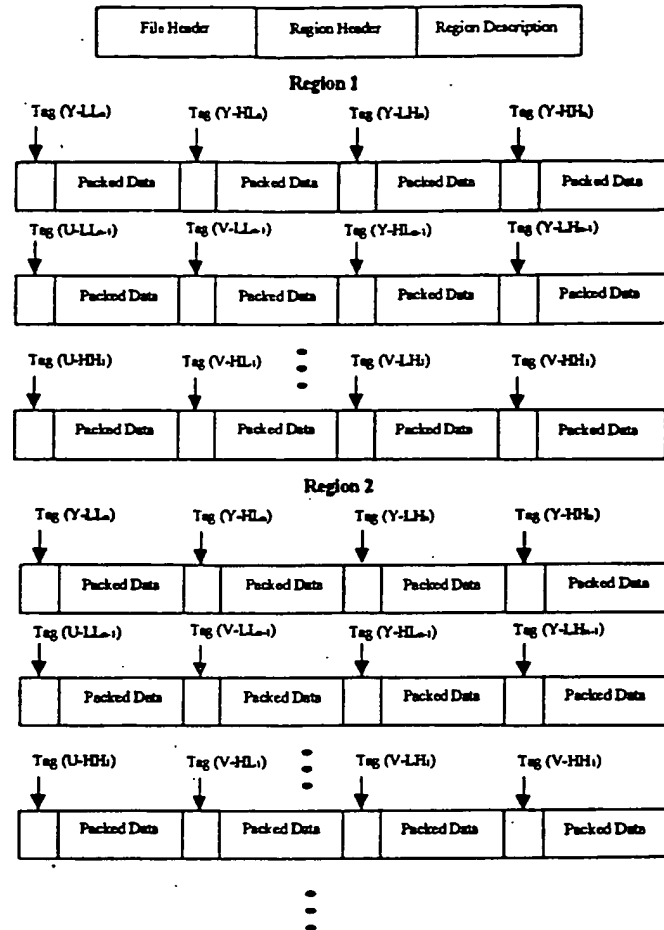 File Header Region Header Region Description
Region 1
Tag (Y-LLₙ) Tag (Y-HLₙ) Tag (Y-LHₙ) Tag (Y-HHₙ)
Packed Data Packed Data Packed Data Packed Data
Tag (U-LLₙ₋₁) Tag (V-LLₙ₋₁) Tag (Y-HLₙ₋₁) Tag (Y-LHₙ₋₁)
Packed Data Packed Data Packed Data Packed Data
Tag (U-HH₁) Tag (V-HL₁) Tag (V-LH₁) Tag (V-HH₁)
Packed Data Packed Data Packed Data Packed Data
Region 2
Tag (Y-LLₙ) Tag (Y-HLₙ) Tag (Y-LHₙ) Tag (Y-HHₙ)
Packed Data Packed Data Packed Data Packed Data
Tag (U-LLₙ₋₁) Tag (V-LLₙ₋₁) Tag (Y-HLₙ₋₁) Tag (Y-LHₙ₋₁)
Packed Data Packed Data Packed Data Packed Data
Tag (U-HH₁) Tag (V-HL₁) Tag (V-LH₁) Tag (V-HH₁)
Packed Data Packed Data Packed Data Packed Data